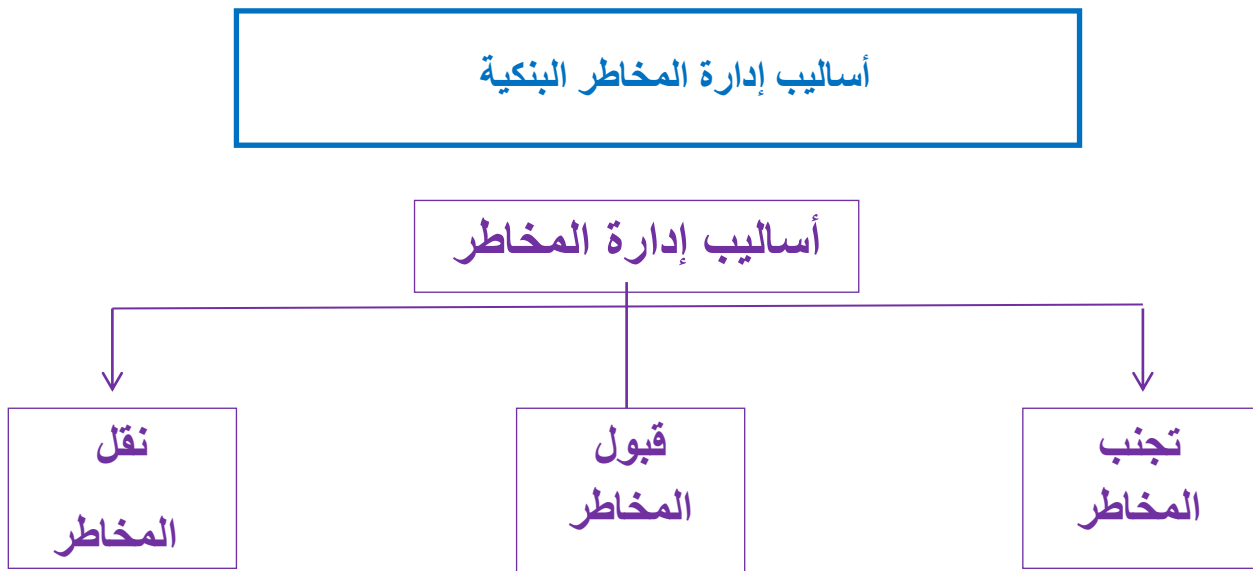 أساليب إدارة المخاطر البنكية
أساليب إدارة المخاطر
تجنب
المخاطر
قبول
المخاطر
نقل
المخاطر